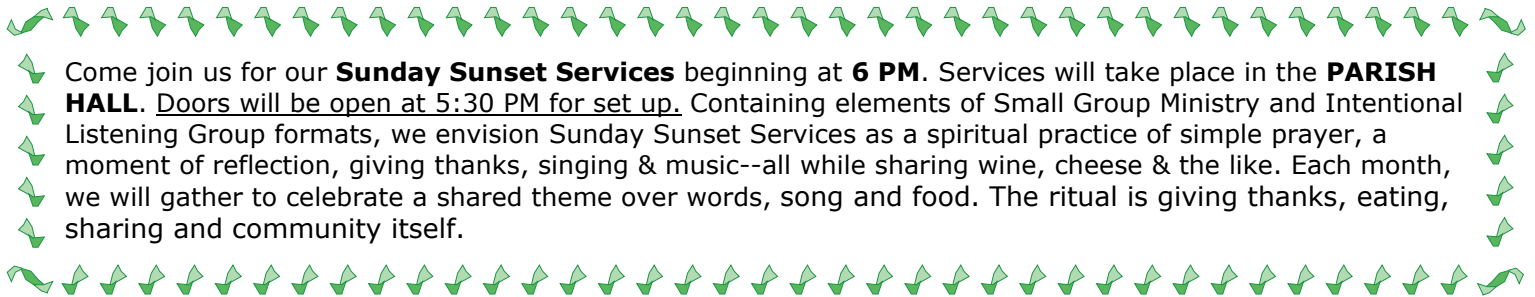 Come join us for our Sunday Sunset Services beginning at 6 PM. Services will take place in the PARISH
HALL. Doors will be open at 5:30 PM for set up. Containing elements of Small Group Ministry and Intentional
Listening Group formats, we envision Sunday Sunset Services as a spiritual practice of simple prayer, a
moment of reflection, giving thanks, singing & music--all while sharing wine, cheese & the like. Each month,
we will gather to celebrate a shared theme over words, song and food. The ritual is giving thanks, eating,
sharing and community itself.